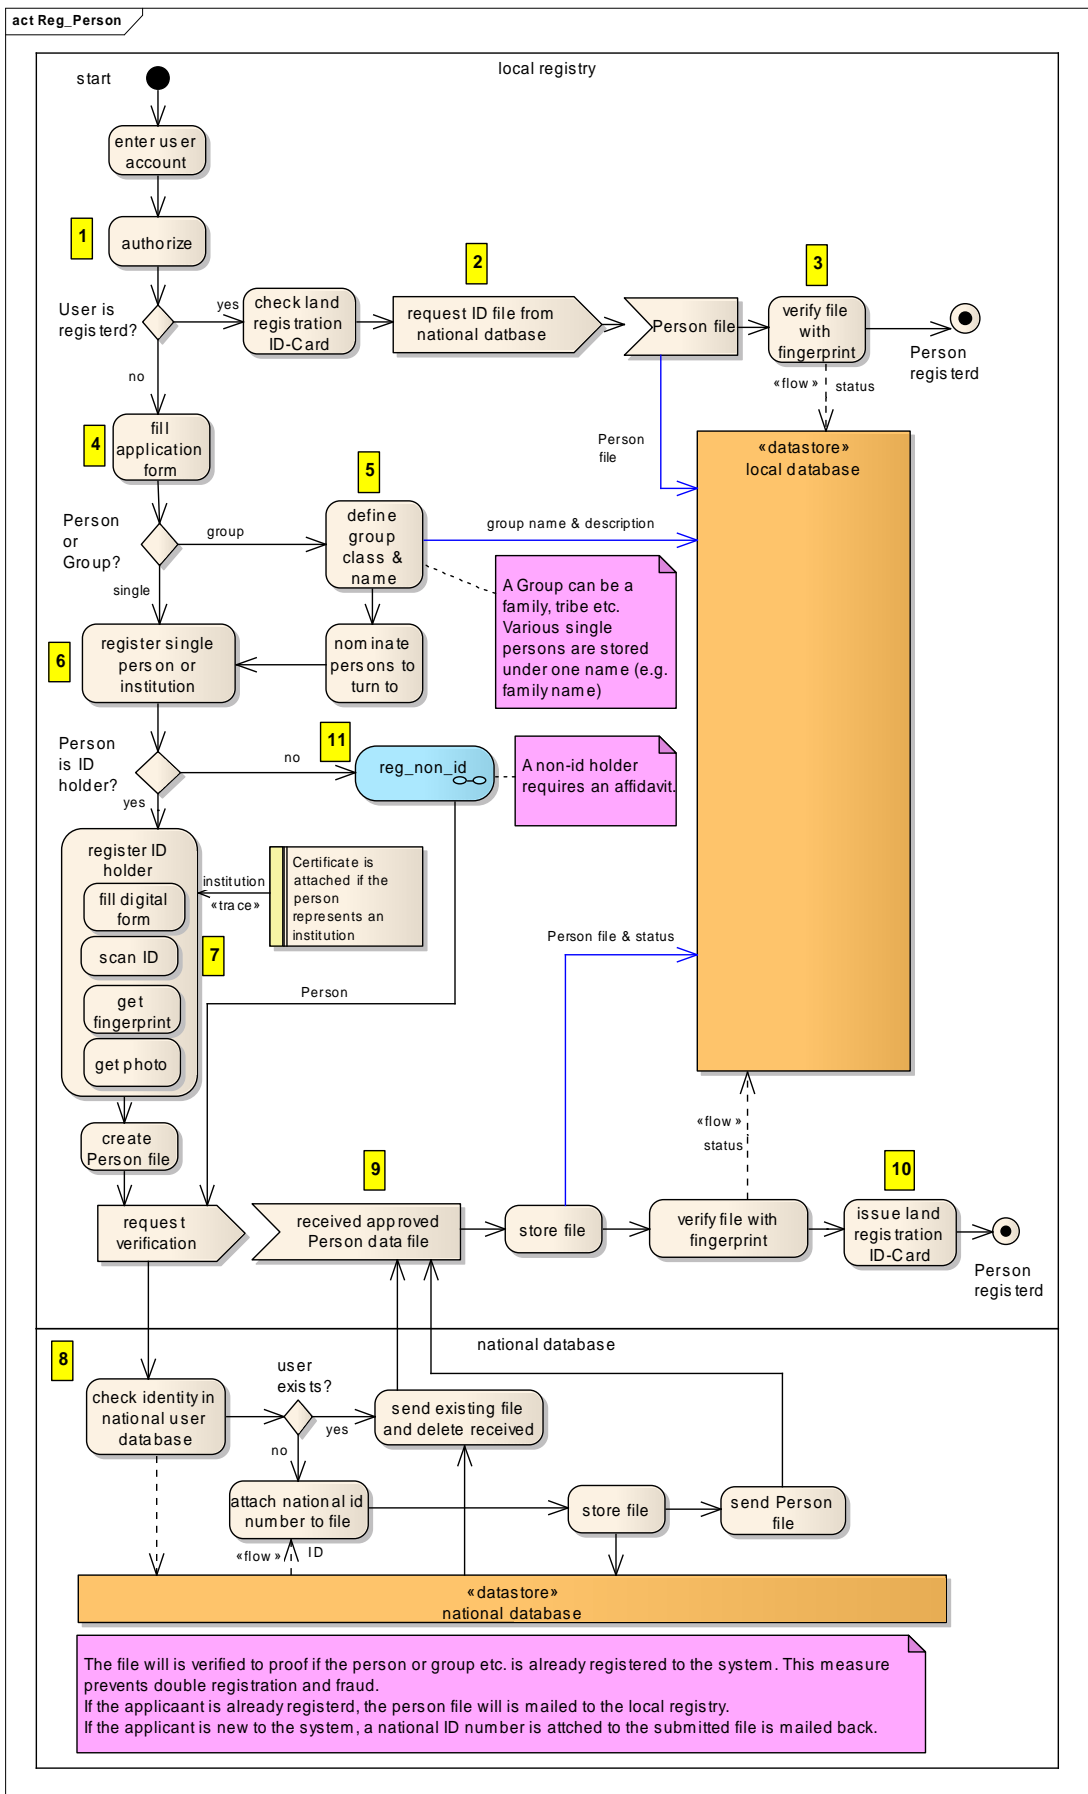 act Reg_Person
local registry
start
enter user
account
1
authorize
2
3
User is
registerd?
yes
check land
registration
ID-Card
request ID file from
national datbase
Person file
verify file
with
fingerprint
Person
registerd
no
«flow»
status
4
fill
application
form
Person
file
«datastore»
local database
5
Person
or
Group?
group
define
group
class &
name
group name & description
single
A Group can be a
family, tribe etc.
Various single
persons are stored
under one name (e.g.
family name)
6
register single
person or
institution
nominate
persons to
turn to
11
Person
is ID
holder?
no
reg_non_id
A non-id holder
requires an affidavit.
yes
register ID
holder
fill digital
form
scan ID
get
fingerprint
get photo
7
institution
«trace»
Certificate is
attached if the
person
represents an
institution
Person file & status
Person
create
Person file
«flow»
status
9
10
request
verification
received approved
Person data file
store file
verify file with
fingerprint
issue land
registration
ID-Card
Person
registerd
national database
8
check identity in
national user
database
user
exists?
yes
send existing file
and delete received
no
attach national id
number to file
store file
send Person
file
«flow»
ID
«datastore»
national database
The file will is verified to proof if the person or group etc. is already registered to the system. This measure
prevents double registration and fraud.
If the applicaant is already registerd, the person file will is mailed to the local registry.
If the applicant is new to the system, a national ID number is attched to the submitted file is mailed back.